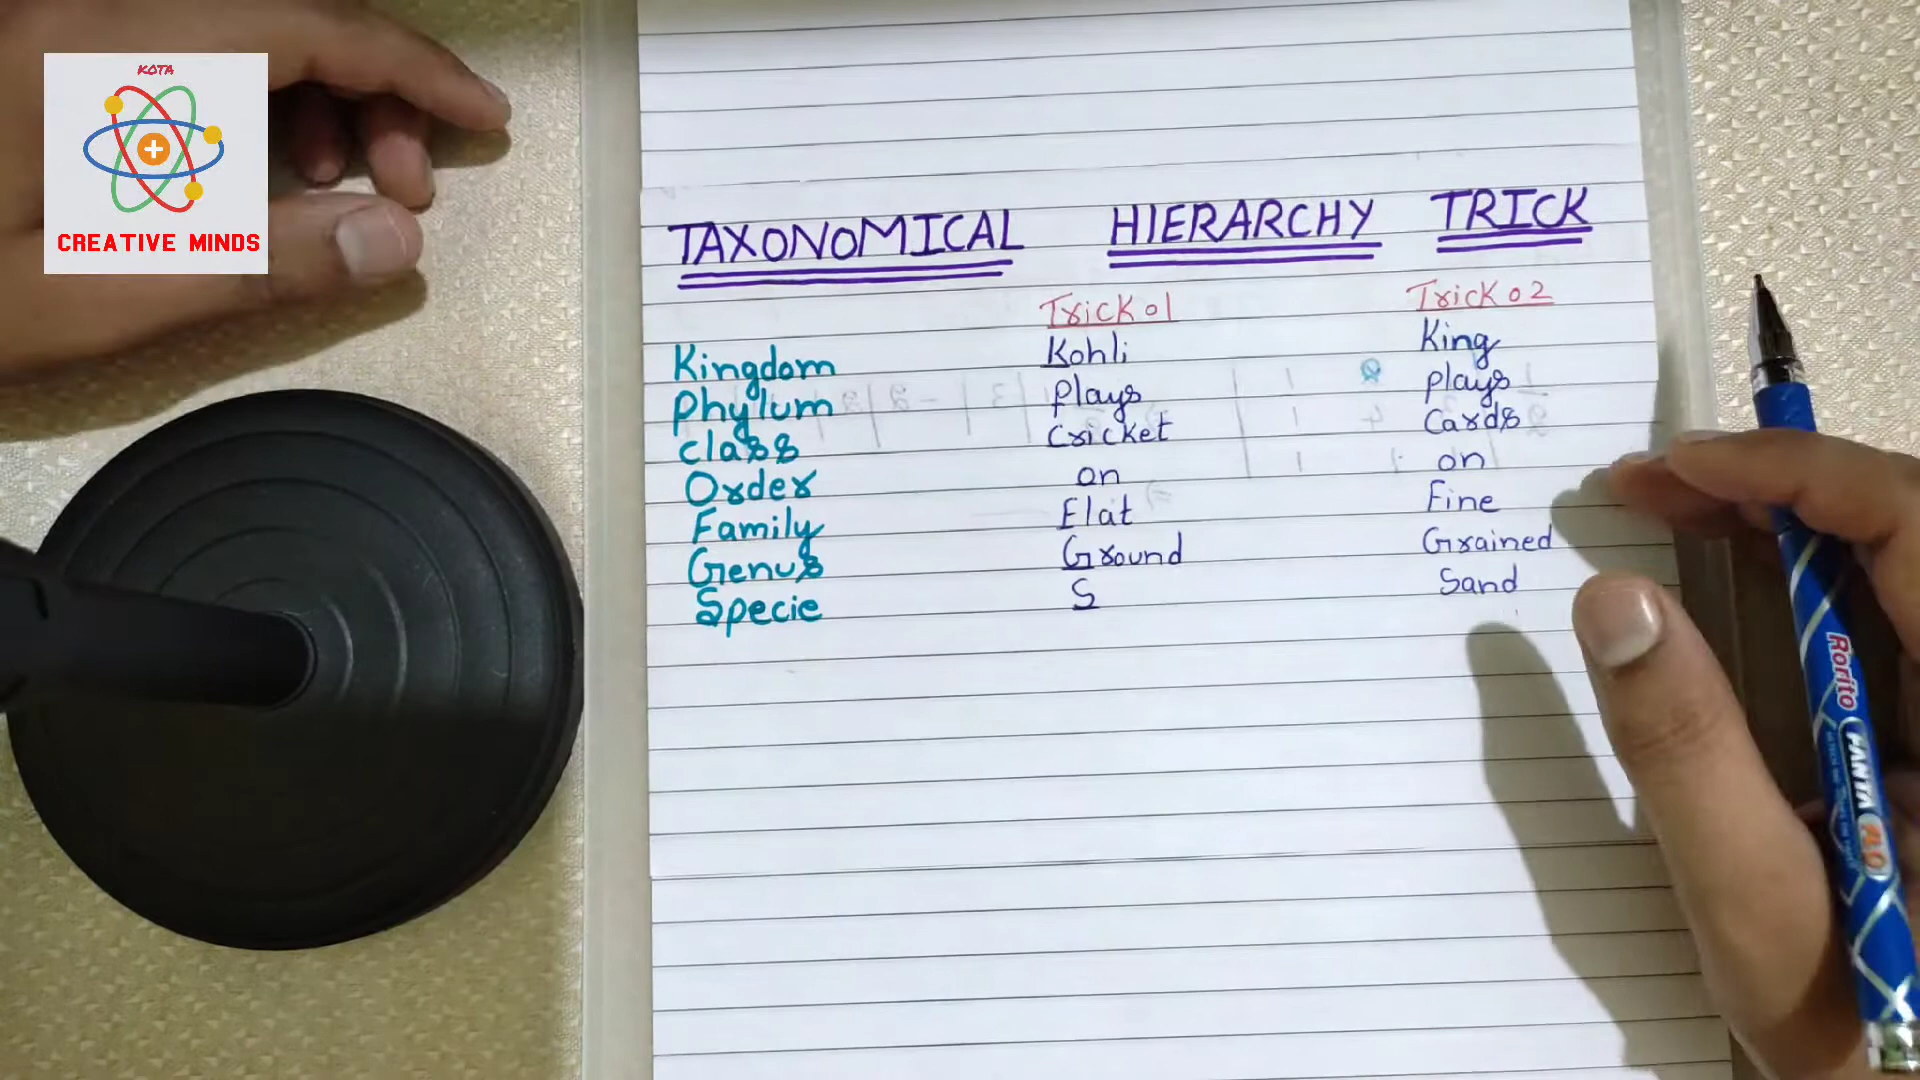 KOTA
CREATIVE MINDS
TAXONOMICAL HIERARCHY TRICK
Trick 01 Trick 02
Kingdom Kohli King
Phylum Plays Plays
Class Cricket Cards
Order on on
Family Flat Fine
Genus Ground Grained
Specie S Sand
Rorito
FANTA